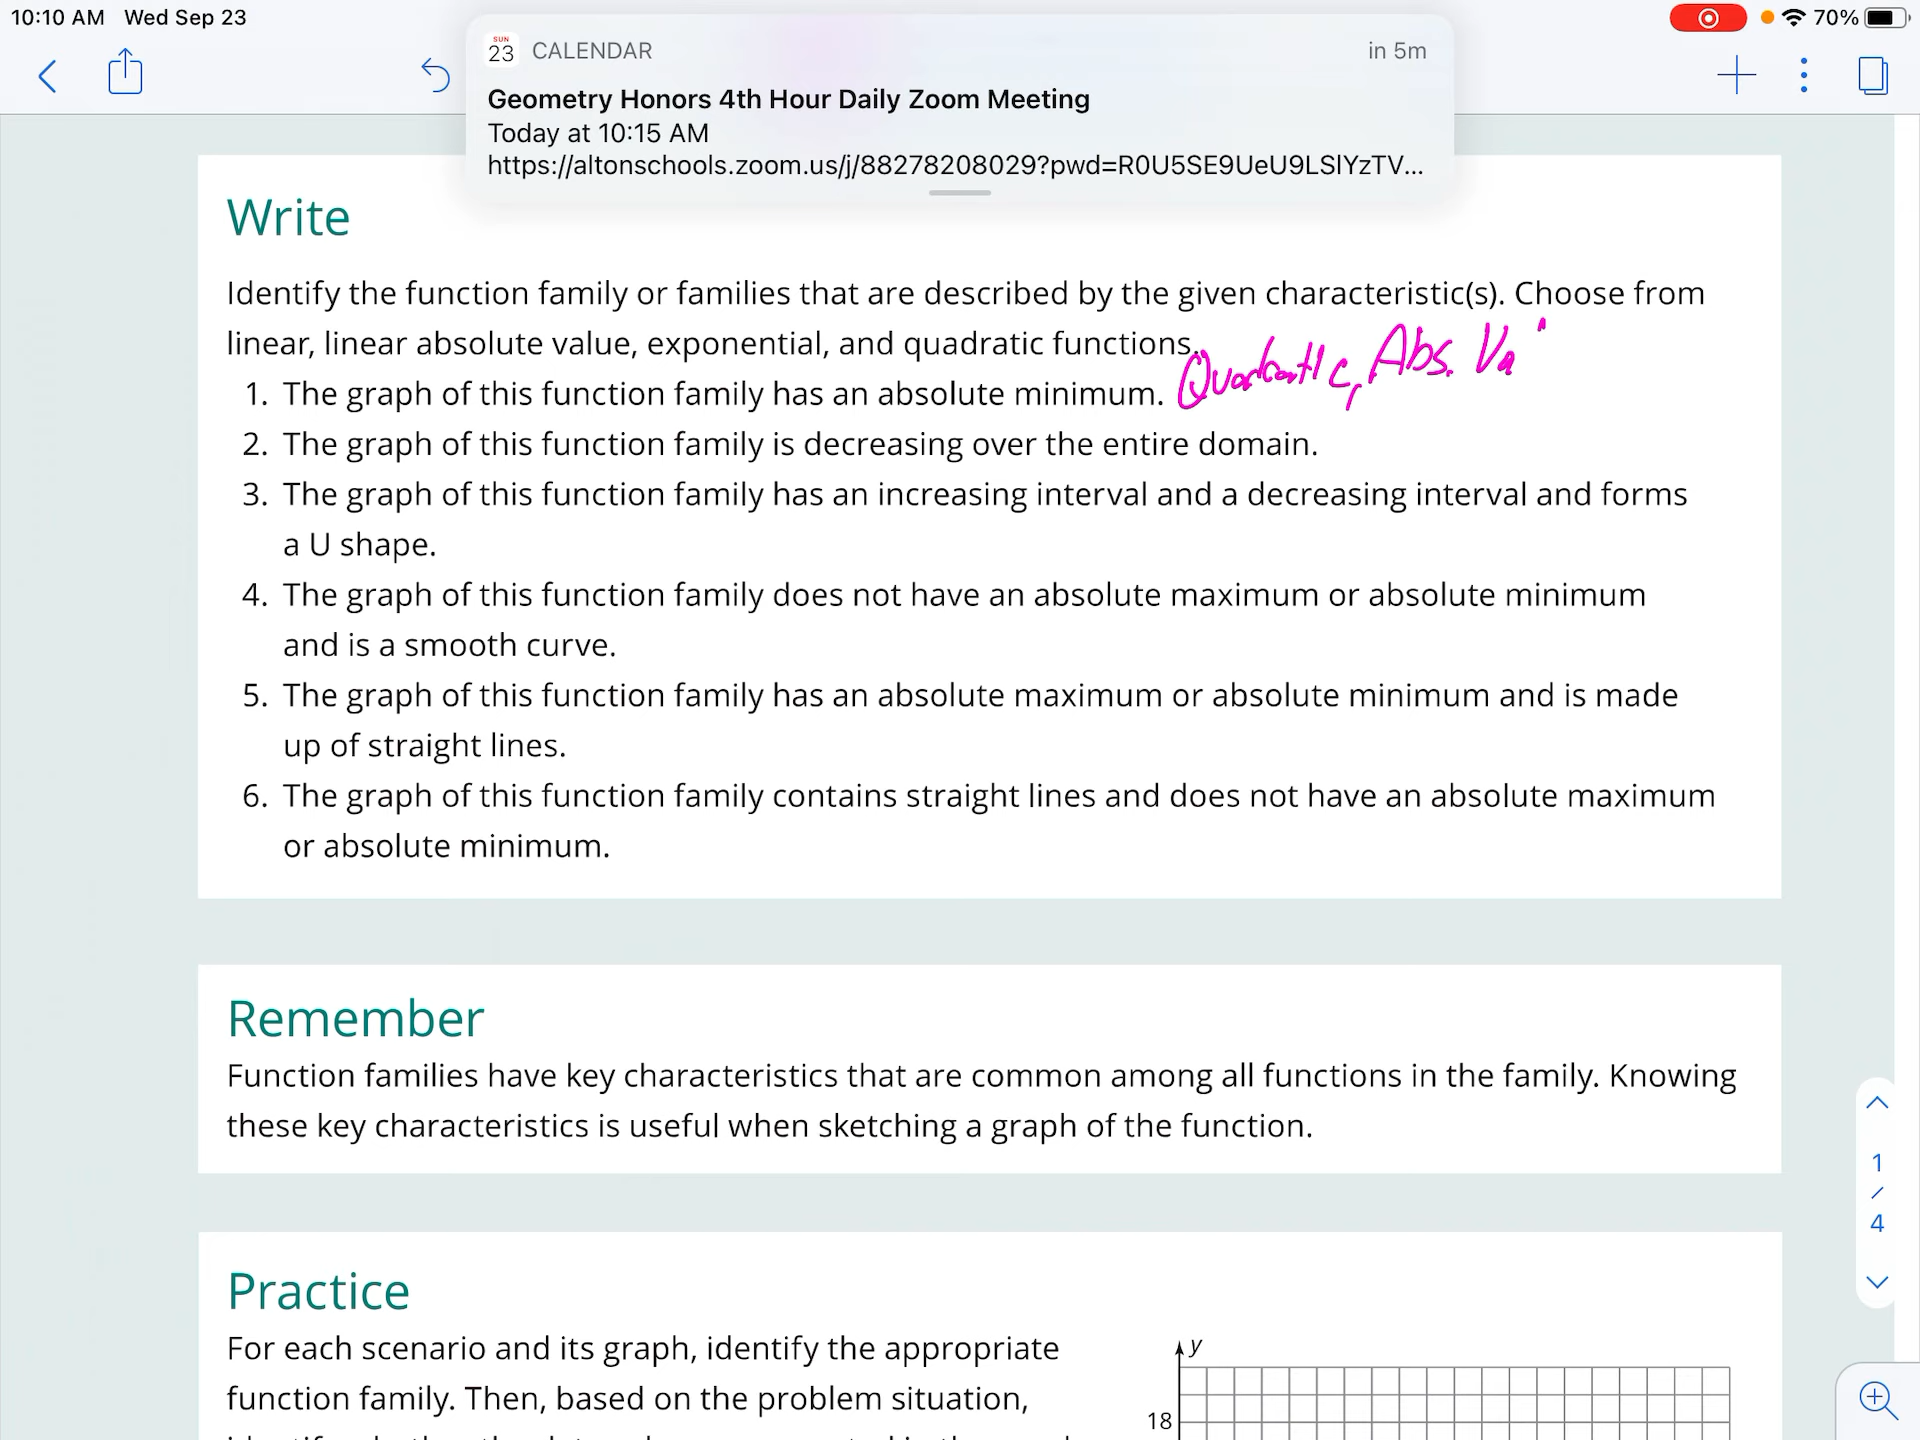 10:10 AM Wed Sep 23
70%
SUN
23 CALENDAR in 5m
Geometry Honors 4th Hour Daily Zoom Meeting
Today at 10:15 AM
https://altonschools.zoom.us/j/88278208029?pwd=R0U5SE9UeU9LSlYzTV...
Write
Identify the function family or families that are described by the given characteristic(s). Choose from
linear, linear absolute value, exponential, and quadratic functions.
Quadratic, Abs. Va
1. The graph of this function family has an absolute minimum.
2. The graph of this function family is decreasing over the entire domain.
3. The graph of this function family has an increasing interval and a decreasing interval and forms
a U shape.
4. The graph of this function family does not have an absolute maximum or absolute minimum
and is a smooth curve.
5. The graph of this function family has an absolute maximum or absolute minimum and is made
up of straight lines.
6. The graph of this function family contains straight lines and does not have an absolute maximum
or absolute minimum.
Remember
Function families have key characteristics that are common among all functions in the family. Knowing
these key characteristics is useful when sketching a graph of the function.
1
/
4
Practice
For each scenario and its graph, identify the appropriate
function family. Then, based on the problem situation,
y
18